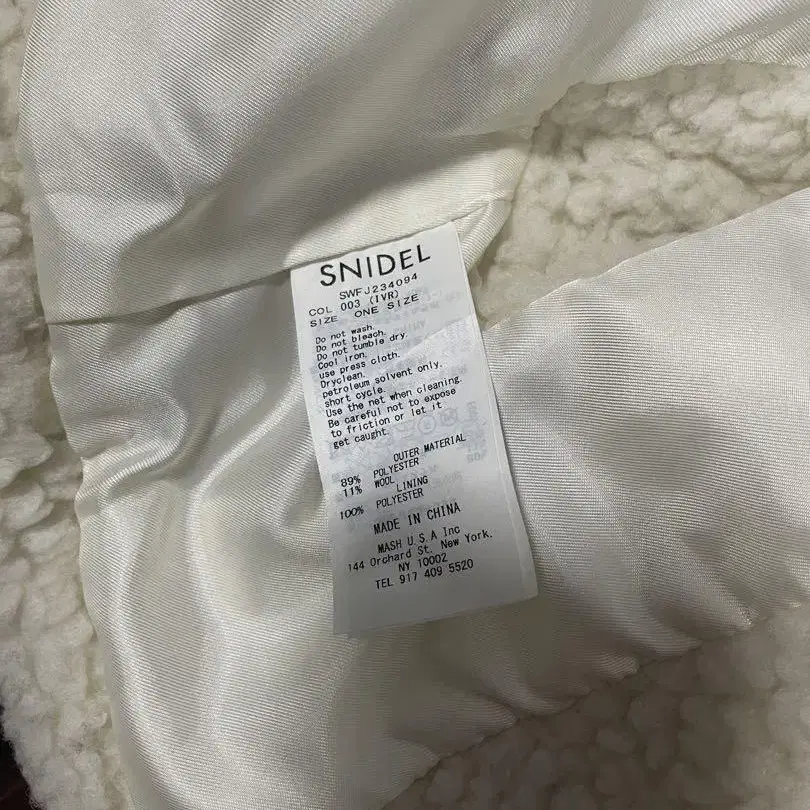 SNIDEL
SWFJ234094
COL 003 (IVR)
SIZE ONE SIZE
Do not wash.
Do not bleach.
Do not tumble dry.
Cool iron.
use press cloth.
Dryclean.
petroleum solvent only.
short cycle.
Use the net when cleaning.
Be careful not to expose
to friction or let it
get caught.
OUTER MATERIAL
89% POLYESTER
11% WOOL
LINING
100% POLYESTER
MADE IN CHINA
MASH U.S.A Inc
144 Orchard St. New York.
NY 10002
TEL 917 409 5520